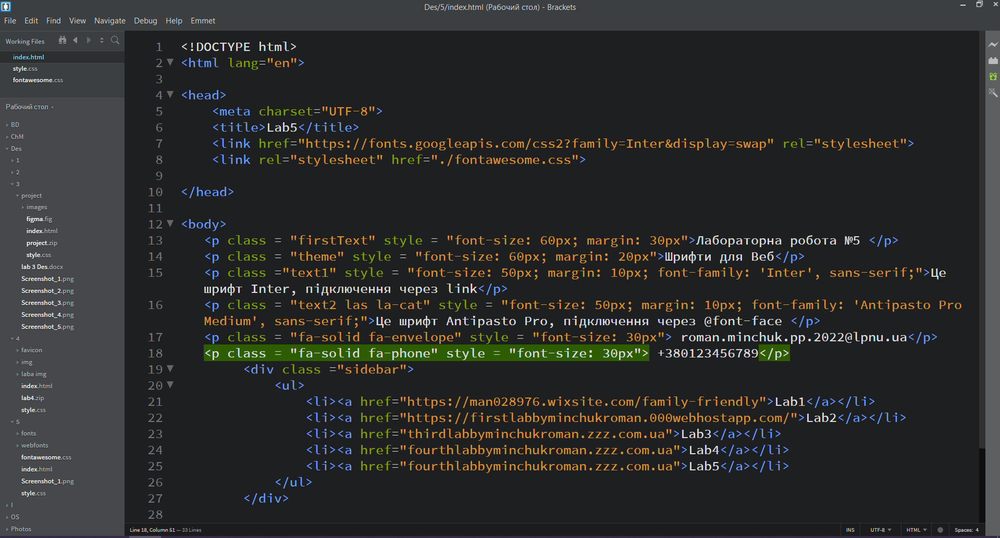 Des/5/index.html (Рабочий стол) - Brackets
File Edit Find View Navigate Debug Help Emmet
Working Files
index.html
style.css
fontawesome.css
Рабочий стол
BD
ChM
Des
1
2
3
project
images
figma.fig
index.html
project.zip
style.css
lab 3 Des.docx
Screenshot_1.png
Screenshot_2.png
Screenshot_3.png
Screenshot_4.png
Screenshot_5.png
4
favicon
img
laba img
index.html
lab4.zip
style.css
5
fonts
webfonts
fontawesome.css
index.html
Screenshot_1.png
style.css
I
OS
Photos
1 <!DOCTYPE html>
2 <html lang="en">
3
4 <head>
5 <meta charset="UTF-8">
6 <title>Lab5</title>
7 <link href="https://fonts.googleapis.com/css2?family=Inter&display=swap" rel="stylesheet">
8 <link rel="stylesheet" href="./fontawesome.css">
9
10 </head>
11
12 <body>
13 <p class = "firstText" style = "font-size: 60px; margin: 30px">Лабораторна робота №5 </p>
14 <p class = "theme" style = "font-size: 60px; margin: 20px">Шрифти для Веб</p>
15 <p class ="text1" style = "font-size: 50px; margin: 10px; font-family: 'Inter', sans-serif;">Це
шрифт Inter, підключення через link</p>
16 <p class = "text2 las la-cat" style = "font-size: 50px; margin: 10px; font-family: 'Antipasto Pro
Medium', sans-serif;">Це шрифт Antipasto Pro, підключення через @font-face </p>
17 <p class = "fa-solid fa-envelope" style = "font-size: 30px"> roman.minchuk.pp.2022@lpnu.ua</p>
18 <p class = "fa-solid fa-phone" style = "font-size: 30px"> +380123456789</p>
19 <div class ="sidebar">
20 <ul>
21 <li><a href="https://man028976.wixsite.com/family-friendly">Lab1</a></li>
22 <li><a href="https://firstlabbyminchukroman.000webhostapp.com/">Lab2</a></li>
23 <li><a href="thirdlabbyminchukroman.zzz.com.ua">Lab3</a></li>
24 <li><a href="fourthlabbyminchukroman.zzz.com.ua">Lab4</a></li>
25 <li><a href="fourthlabbyminchukroman.zzz.com.ua">Lab5</a></li>
26 </ul>
27 </div>
28
Line 18, Column 51 — 33 Lines INS UTF-8 HTML Spaces: 4